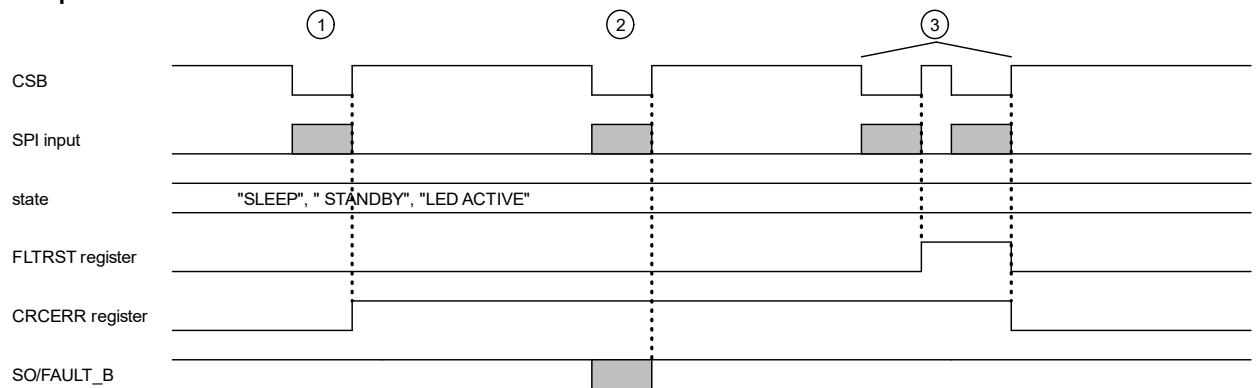 1 2 3
CSB
SPI input
state "SLEEP", " STANDBY", "LED ACTIVE"
FLTRST register
CRCERR register
SO/FAULT_B